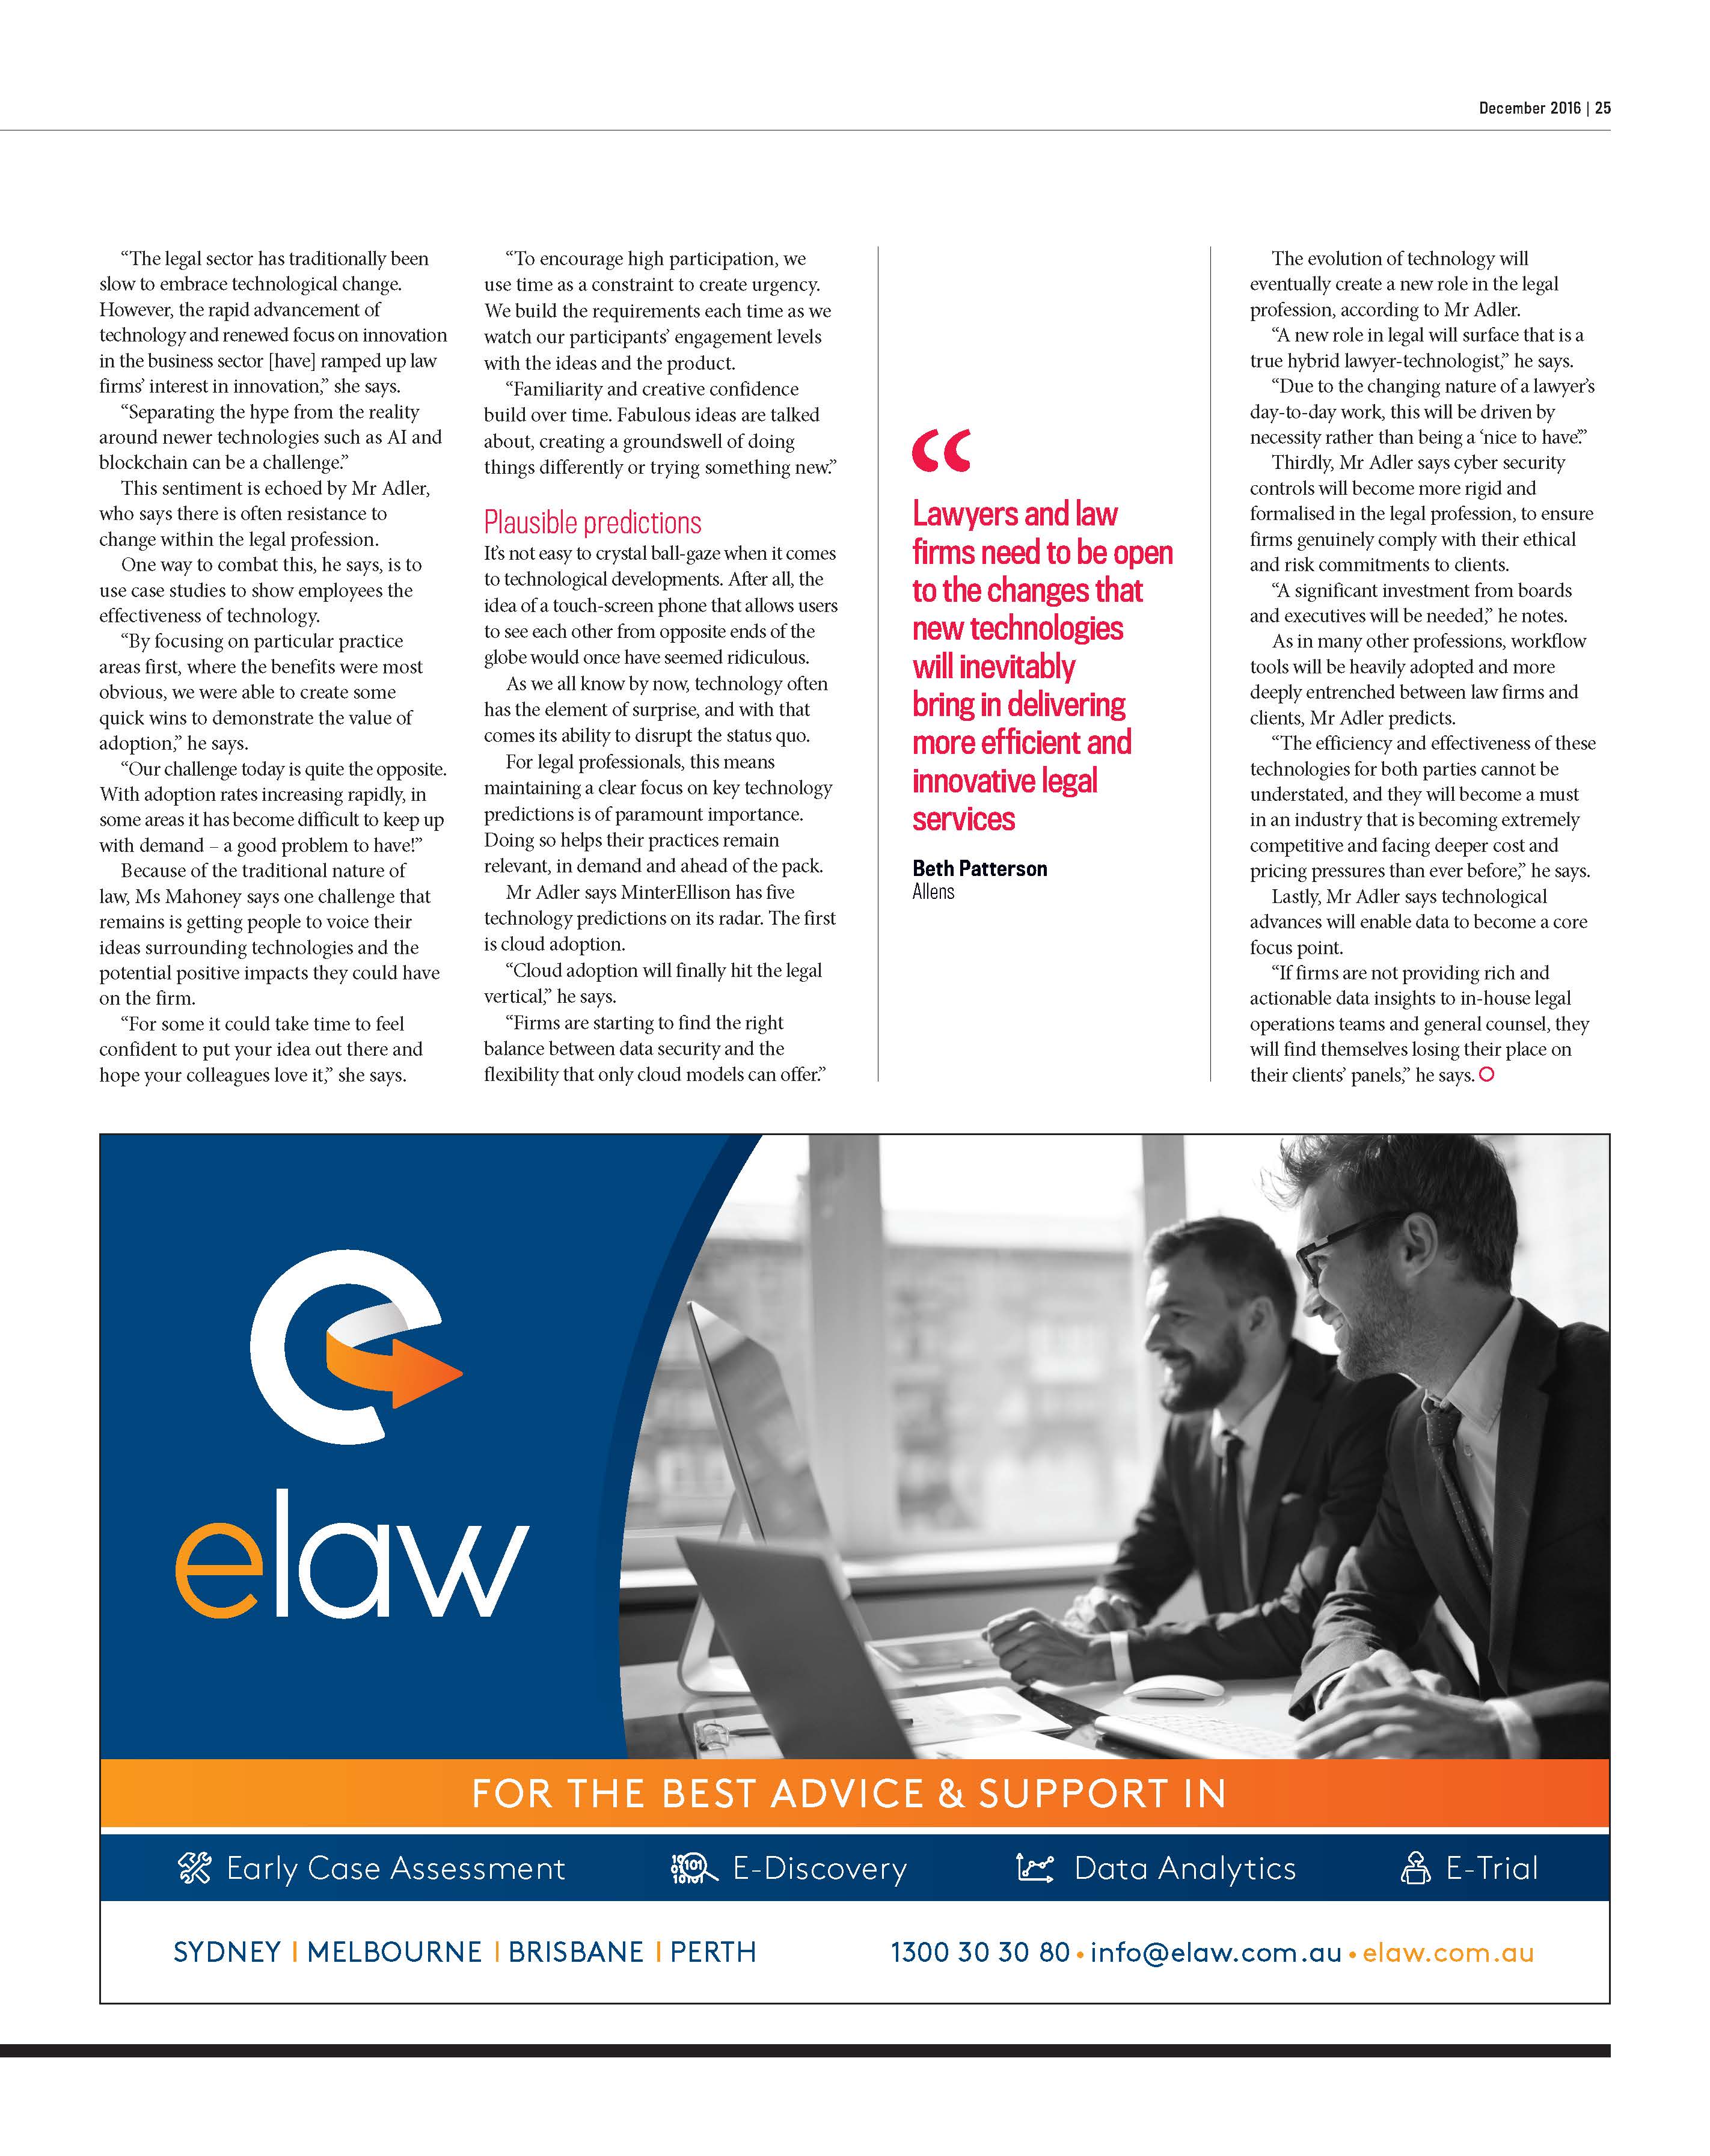 December 2016 | 25
“The legal sector has traditionally been
slow to embrace technological change.
However, the rapid advancement of
technology and renewed focus on innovation
in the business sector [have] ramped up law
firms’ interest in innovation,” she says.
“Separating the hype from the reality
around newer technologies such as AI and
blockchain can be a challenge.”
This sentiment is echoed by Mr Adler,
who says there is often resistance to
change within the legal profession.
One way to combat this, he says, is to
use case studies to show employees the
effectiveness of technology.
“By focusing on particular practice
areas first, where the benefits were most
obvious, we were able to create some
quick wins to demonstrate the value of
adoption,” he says.
“Our challenge today is quite the opposite.
With adoption rates increasing rapidly, in
some areas it has become difficult to keep up
with demand – a good problem to have!”
Because of the traditional nature of
law, Ms Mahoney says one challenge that
remains is getting people to voice their
ideas surrounding technologies and the
potential positive impacts they could have
on the firm.
“For some it could take time to feel
confident to put your idea out there and
hope your colleagues love it,” she says.
“To encourage high participation, we
use time as a constraint to create urgency.
We build the requirements each time as we
watch our participants’ engagement levels
with the ideas and the product.
“Familiarity and creative confidence
build over time. Fabulous ideas are talked
about, creating a groundswell of doing
things differently or trying something new.”
Plausible predictions
It’s not easy to crystal ball-gaze when it comes
to technological developments. After all, the
idea of a touch-screen phone that allows users
to see each other from opposite ends of the
globe would once have seemed ridiculous.
As we all know by now, technology often
has the element of surprise, and with that
comes its ability to disrupt the status quo.
For legal professionals, this means
maintaining a clear focus on key technology
predictions is of paramount importance.
Doing so helps their practices remain
relevant, in demand and ahead of the pack.
Mr Adler says MinterEllison has five
technology predictions on its radar. The first
is cloud adoption.
“Cloud adoption will finally hit the legal
vertical,” he says.
“Firms are starting to find the right
balance between data security and the
flexibility that only cloud models can offer.”
“
Lawyers and law
firms need to be open
to the changes that
new technologies
will inevitably
bring in delivering
more efficient and
innovative legal
services
Beth Patterson
Allens
The evolution of technology will
eventually create a new role in the legal
profession, according to Mr Adler.
“A new role in legal will surface that is a
true hybrid lawyer-technologist,” he says.
“Due to the changing nature of a lawyer’s
day-to-day work, this will be driven by
necessity rather than being a ‘nice to have’.”
Thirdly, Mr Adler says cyber security
controls will become more rigid and
formalised in the legal profession, to ensure
firms genuinely comply with their ethical
and risk commitments to clients.
“A significant investment from boards
and executives will be needed,” he notes.
As in many other professions, workflow
tools will be heavily adopted and more
deeply entrenched between law firms and
clients, Mr Adler predicts.
“The efficiency and effectiveness of these
technologies for both parties cannot be
understated, and they will become a must
in an industry that is becoming extremely
competitive and facing deeper cost and
pricing pressures than ever before,” he says.
Lastly, Mr Adler says technological
advances will enable data to become a core
focus point.
“If firms are not providing rich and
actionable data insights to in-house legal
operations teams and general counsel, they
will find themselves losing their place on
their clients’ panels,” he says.
elaw
FOR THE BEST ADVICE & SUPPORT IN
Early Case Assessment E-Discovery Data Analytics E-Trial
SYDNEY | MELBOURNE | BRISBANE | PERTH 1300 30 30 80 • info@elaw.com.au • elaw.com.au